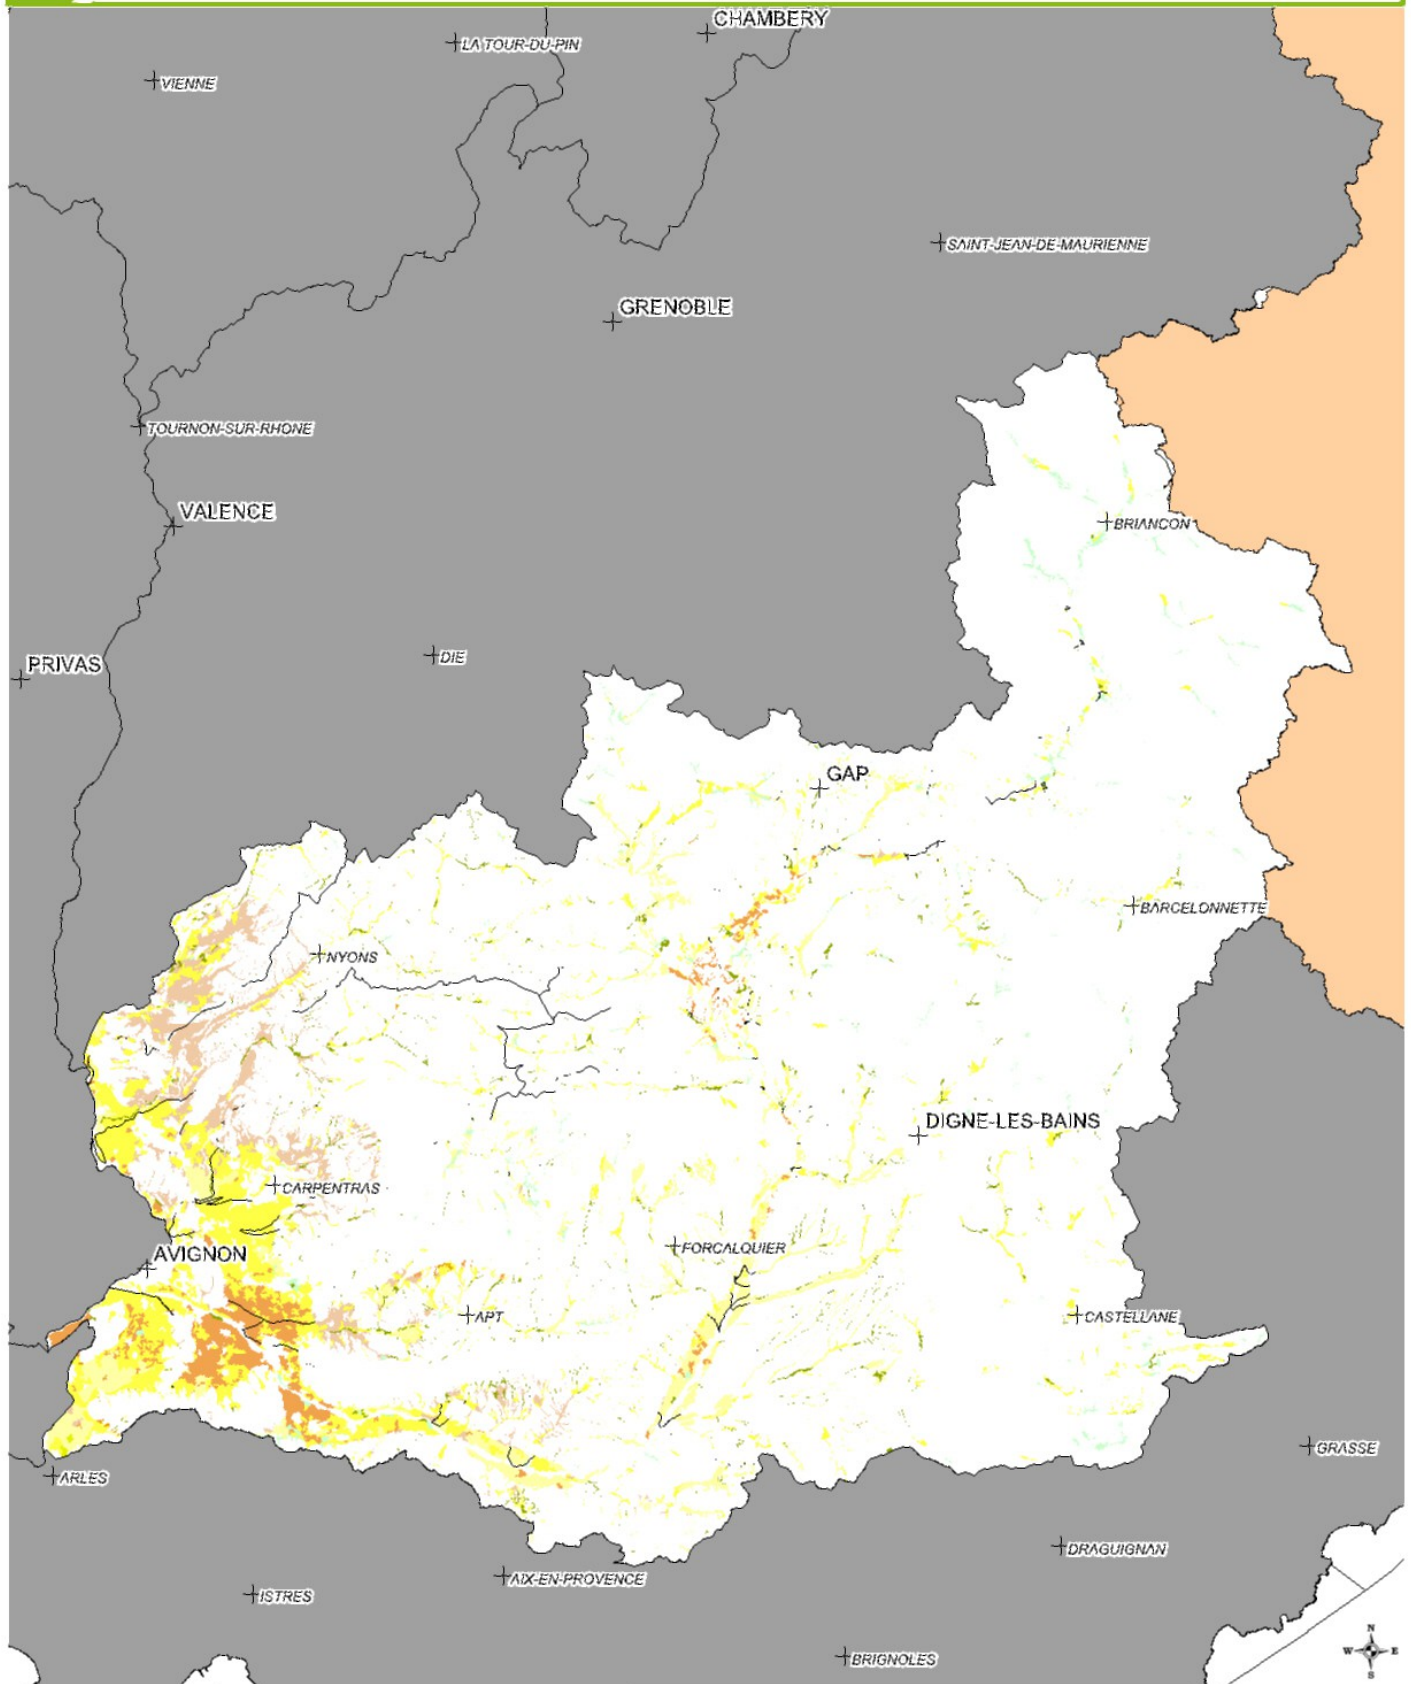 CHAMBERY
LA TOUR-DU-PIN
VIENNE
SAINT-JEAN-DE-MAURIENNE
GRENOBLE
TOURNON-SUR-RHONE
VALENCE
BRIANCON
DIE
PRIVAS
GAP
BARCELONNETTE
NYONS
DIGNE-LES-BAINS
CARPENTRAS
FORCALQUIER
AVIGNON
APT
CASTELLANE
GRASSE
ARLES
DRAGUIGNAN
AIX-EN-PROVENCE
ISTRES
N
W E
S
BRIGNOLES